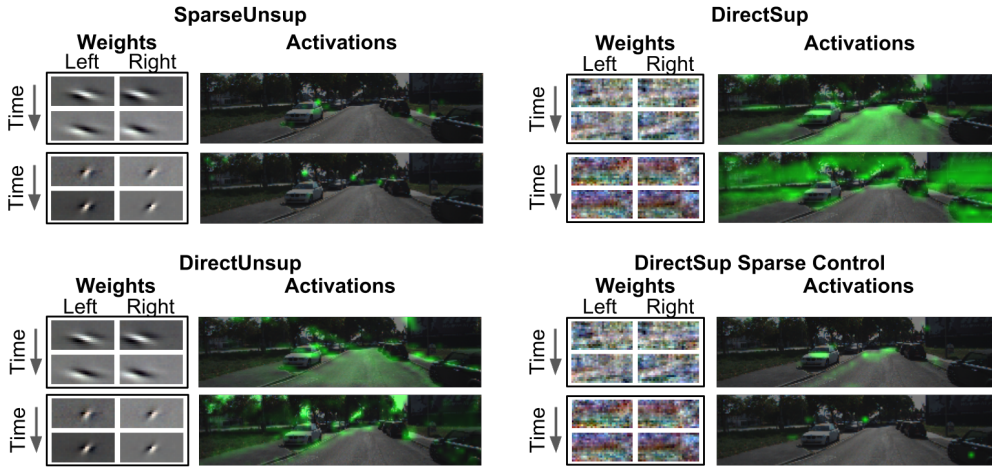 SparseUnsup
Weights Activations
Left Right
Time
Time
DirectSup
Weights Activations
Left Right
Time
Time
DirectUnsup
Weights Activations
Left Right
Time
Time
DirectSup Sparse Control
Weights Activations
Left Right
Time
Time